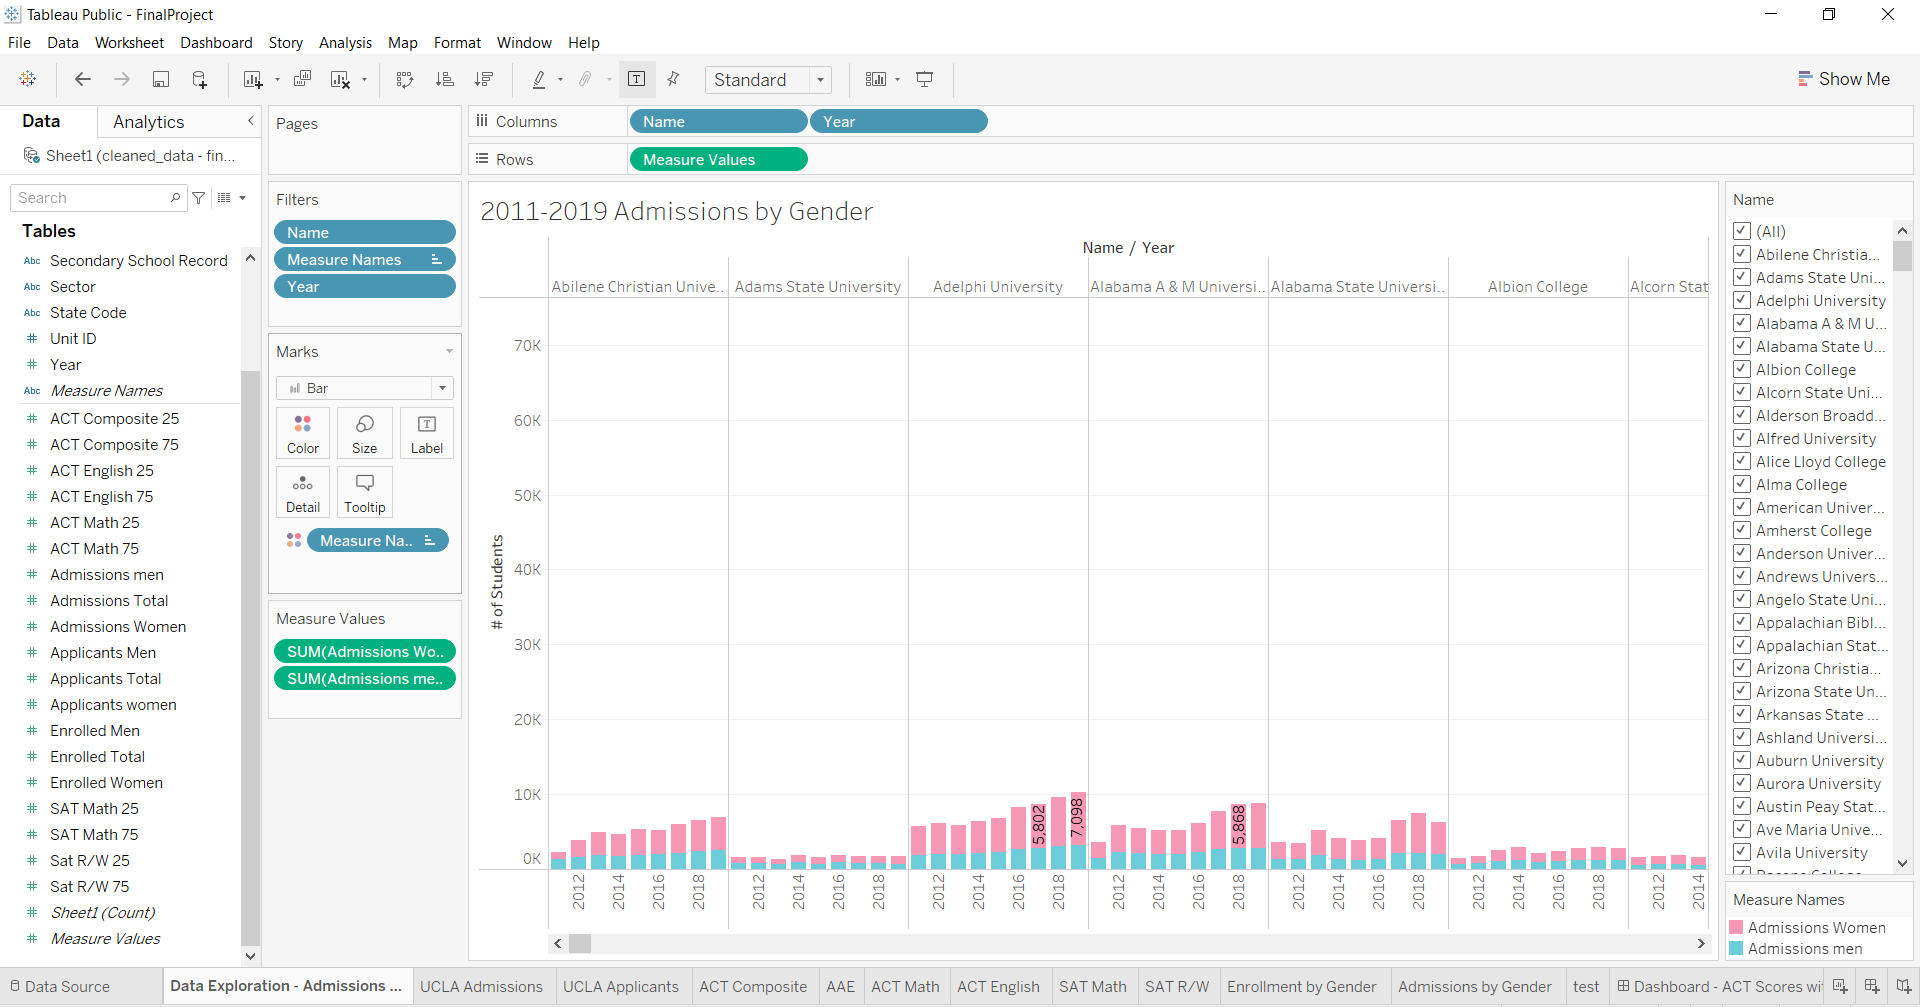 Tableau Public - FinalProject
File Data Worksheet Dashboard Story Analysis Map Format Window Help
Standard
Show Me
Data
Analytics
Sheet1 (cleaned_data - fin...
Search
Tables
Abc Secondary School Record
Abc Sector
Abc State Code
# Unit ID
# Year
Abc Measure Names
# ACT Composite 25
# ACT Composite 75
# ACT English 25
# ACT English 75
# ACT Math 25
# ACT Math 75
# Admissions men
# Admissions Total
# Admissions Women
# Applicants Men
# Applicants Total
# Applicants women
# Enrolled Men
# Enrolled Total
# Enrolled Women
# SAT Math 25
# SAT Math 75
# Sat R/W 25
# Sat R/W 75
# Sheet1 (Count)
# Measure Values
Pages
Filters
Name
Measure Names
Year
Marks
Bar
Color
Size
T
Label
Detail
Tooltip
Measure Na..
Measure Values
SUM(Admissions Wo..
SUM(Admissions me..
Columns
Name
Year
Rows
Measure Values
2011-2019 Admissions by Gender
Name / Year
Abilene Christian Unive..
Adams State University
Adelphi University
Alabama A & M Universi..
Alabama State Universi..
Albion College
Alcorn Stat
# of Students
70K
60K
50K
40K
30K
20K
10K
0K
5,802
7,098
5,868
2012 2014 2016 2018
2012 2014 2016 2018
2012 2014 2016 2018
2012 2014 2016 2018
2012 2014 2016 2018
2012 2014 2016 2018
2012 2014
Name
(All)
Abilene Christia...
Adams State Uni...
Adelphi University
Alabama A & M U...
Alabama State U...
Albion College
Alcorn State Uni...
Alderson Broadd...
Alfred University
Alice Lloyd College
Alma College
American Univer...
Amherst College
Anderson Univer...
Andrews Univers...
Angelo State Uni...
Appalachian Bibl...
Appalachian Stat...
Arizona Christia...
Arizona State Un...
Arkansas State ...
Ashland Universi...
Auburn University
Aurora University
Austin Peay Stat...
Ave Maria Unive...
Avila University
Measure Names
Admissions Women
Admissions men
Data Source
Data Exploration - Admissions ...
UCLA Admissions
UCLA Applicants
ACT Composite
AAE
ACT Math
ACT English
SAT Math
SAT R/W
Enrollment by Gender
Admissions by Gender
test
Dashboard - ACT Scores wit